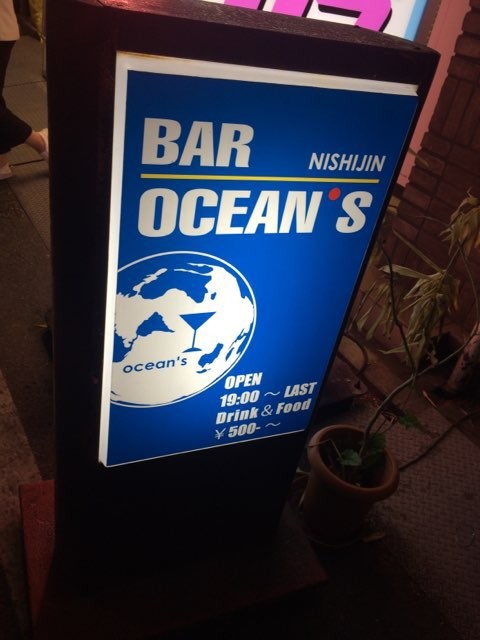 BAR
NISHIJIN
OCEAN'S
ocean's
OPEN
19:00 ～ LAST
Drink & Food
￥500-～